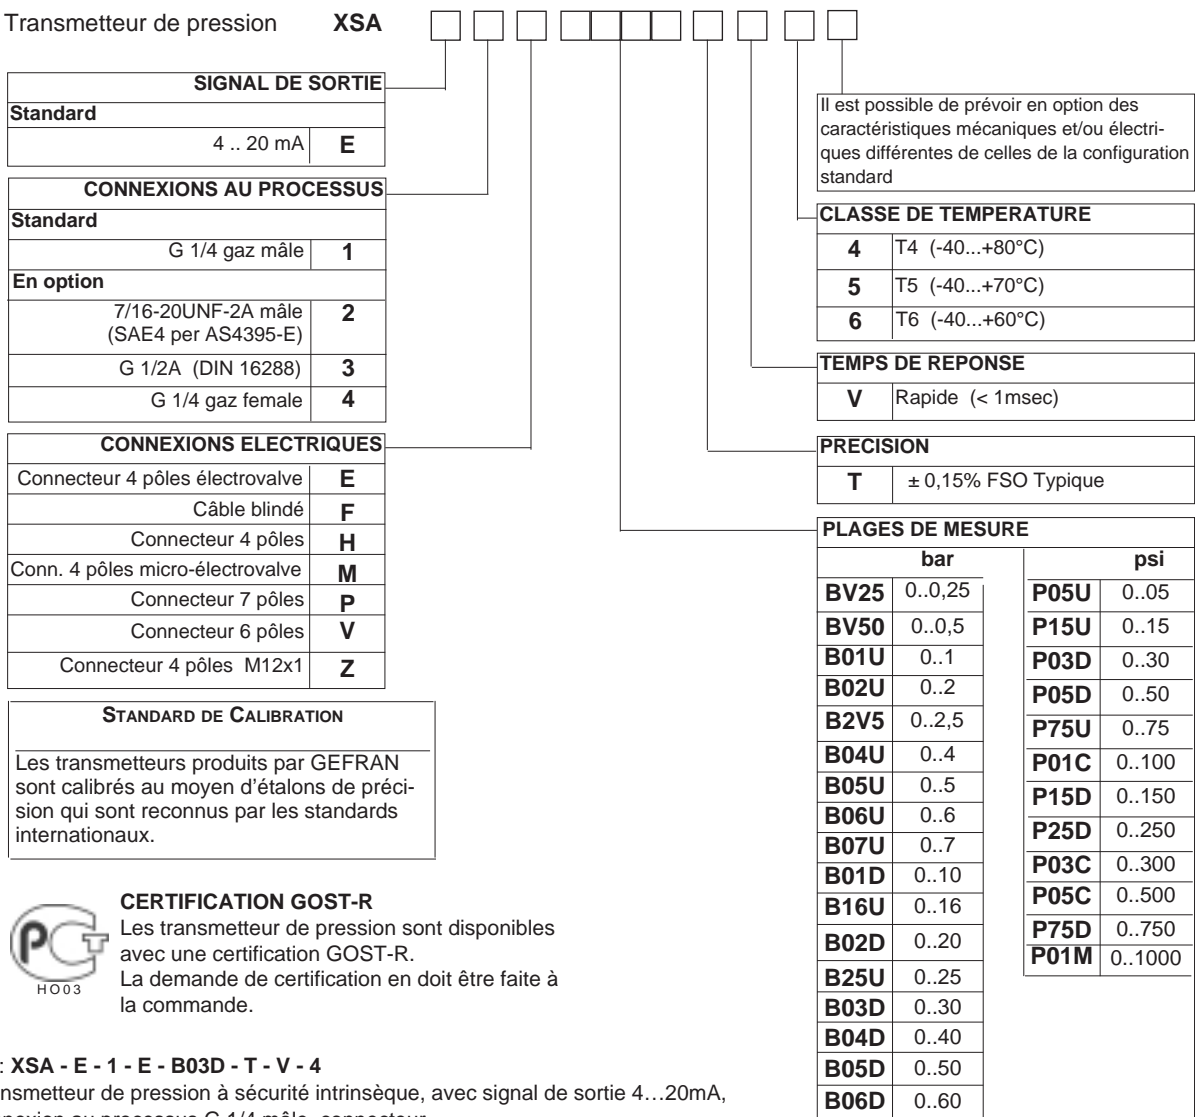 Transmetteur de pression XSA
SIGNAL DE SORTIE
Standard
4 .. 20 mA E
CONNEXIONS AU PROCESSUS
Standard
G 1/4 gaz mâle 1
En option
7/16-20UNF-2A mâle 2
(SAE4 per AS4395-E)
G 1/2A (DIN 16288) 3
G 1/4 gaz female 4
CONNEXIONS ELECTRIQUES
Connecteur 4 pôles électrovalve E
Câble blindé F
Connecteur 4 pôles H
Conn. 4 pôles micro-électrovalve M
Connecteur 7 pôles P
Connecteur 6 pôles V
Connecteur 4 pôles M12x1 Z
STANDARD DE CALIBRATION
Les transmetteurs produits par GEFRAN
sont calibrés au moyen d'étalons de préci-
sion qui sont reconnus par les standards
internationaux.
HO03
CERTIFICATION GOST-R
Les transmetteur de pression sont disponibles
avec une certification GOST-R.
La demande de certification en doit être faite à
la commande.
Il est possible de prévoir en option des
caractéristiques mécaniques et/ou électri-
ques différentes de celles de la configuration
standard
CLASSE DE TEMPERATURE
4 T4 (-40...+80°C)
5 T5 (-40...+70°C)
6 T6 (-40...+60°C)
TEMPS DE REPONSE
V Rapide (< 1msec)
PRECISION
T ± 0,15% FSO Typique
PLAGES DE MESURE
bar
BV25 0..0,25
BV50 0..0,5
B01U 0..1
B02U 0..2
B2V5 0..2,5
B04U 0..4
B05U 0..5
B06U 0..6
B07U 0..7
B01D 0..10
B16U 0..16
B02D 0..20
B25U 0..25
B03D 0..30
B04D 0..40
B05D 0..50
B06D 0..60
psi
P05U 0..05
P15U 0..15
P03D 0..30
P05D 0..50
P75U 0..75
P01C 0..100
P15D 0..150
P25D 0..250
P03C 0..300
P05C 0..500
P75D 0..750
P01M 0..1000
: XSA - E - 1 - E - B03D - T - V - 4
nsmetteur de pression à sécurité intrinsèque, avec signal de sortie 4…20mA,